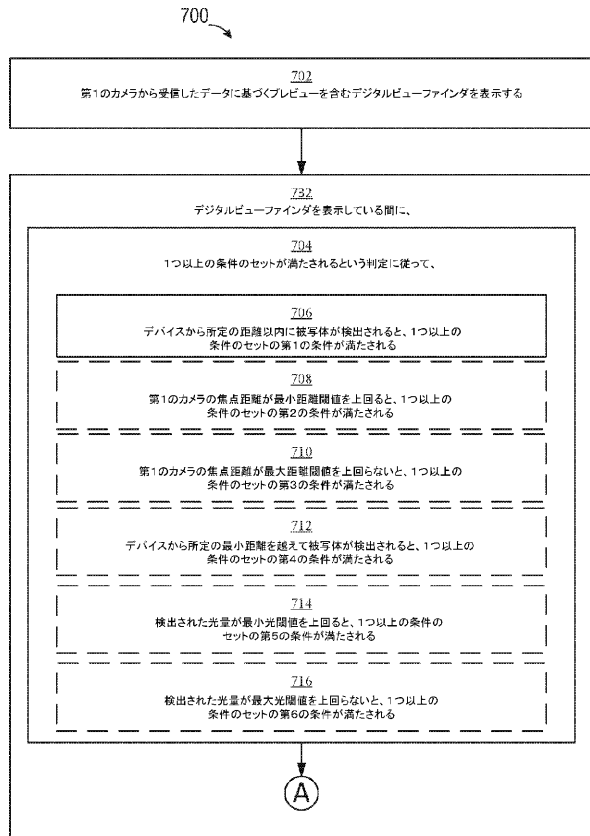 700
702
第1のカメラから受信したデータに基づくプレビューを含むデジタルビューファインダを表示する
732
デジタルビューファインダを表示している間に、
704
1つ以上の条件のセットが満たされるという判定に従って、
706
デバイスから所定の距離以内に被写体が検出されると、1つ以上の
条件のセットの第1の条件が満たされる
708
第1のカメラの焦点距離が最小距離閾値を上回ると、1つ以上の
条件のセットの第2の条件が満たされる
710
第1のカメラの焦点距離が最大距離閾値を上回らないと、1つ以上の
条件のセットの第3の条件が満たされる
712
デバイスから所定の最小距離を越えて被写体が検出されると、1つ以上の
条件のセットの第4の条件が満たされる
714
検出された光量が最小光閾値を上回ると、1つ以上の条件の
セットの第5の条件が満たされる
716
検出された光量が最大光閾値を上回らないと、1つ以上の
条件のセットの第6の条件が満たされる
A